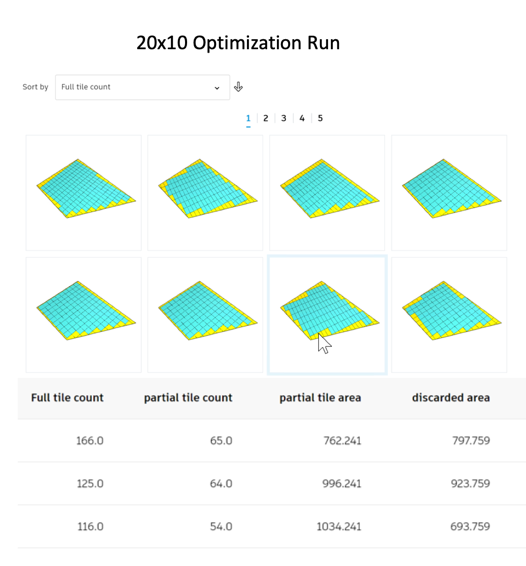 20x10 Optimization Run
Sort by Full tile count
1 2 3 4 5
Full tile count partial tile count partial tile area discarded area
166.0 65.0 762.241 797.759
125.0 64.0 996.241 923.759
116.0 54.0 1034.241 693.759